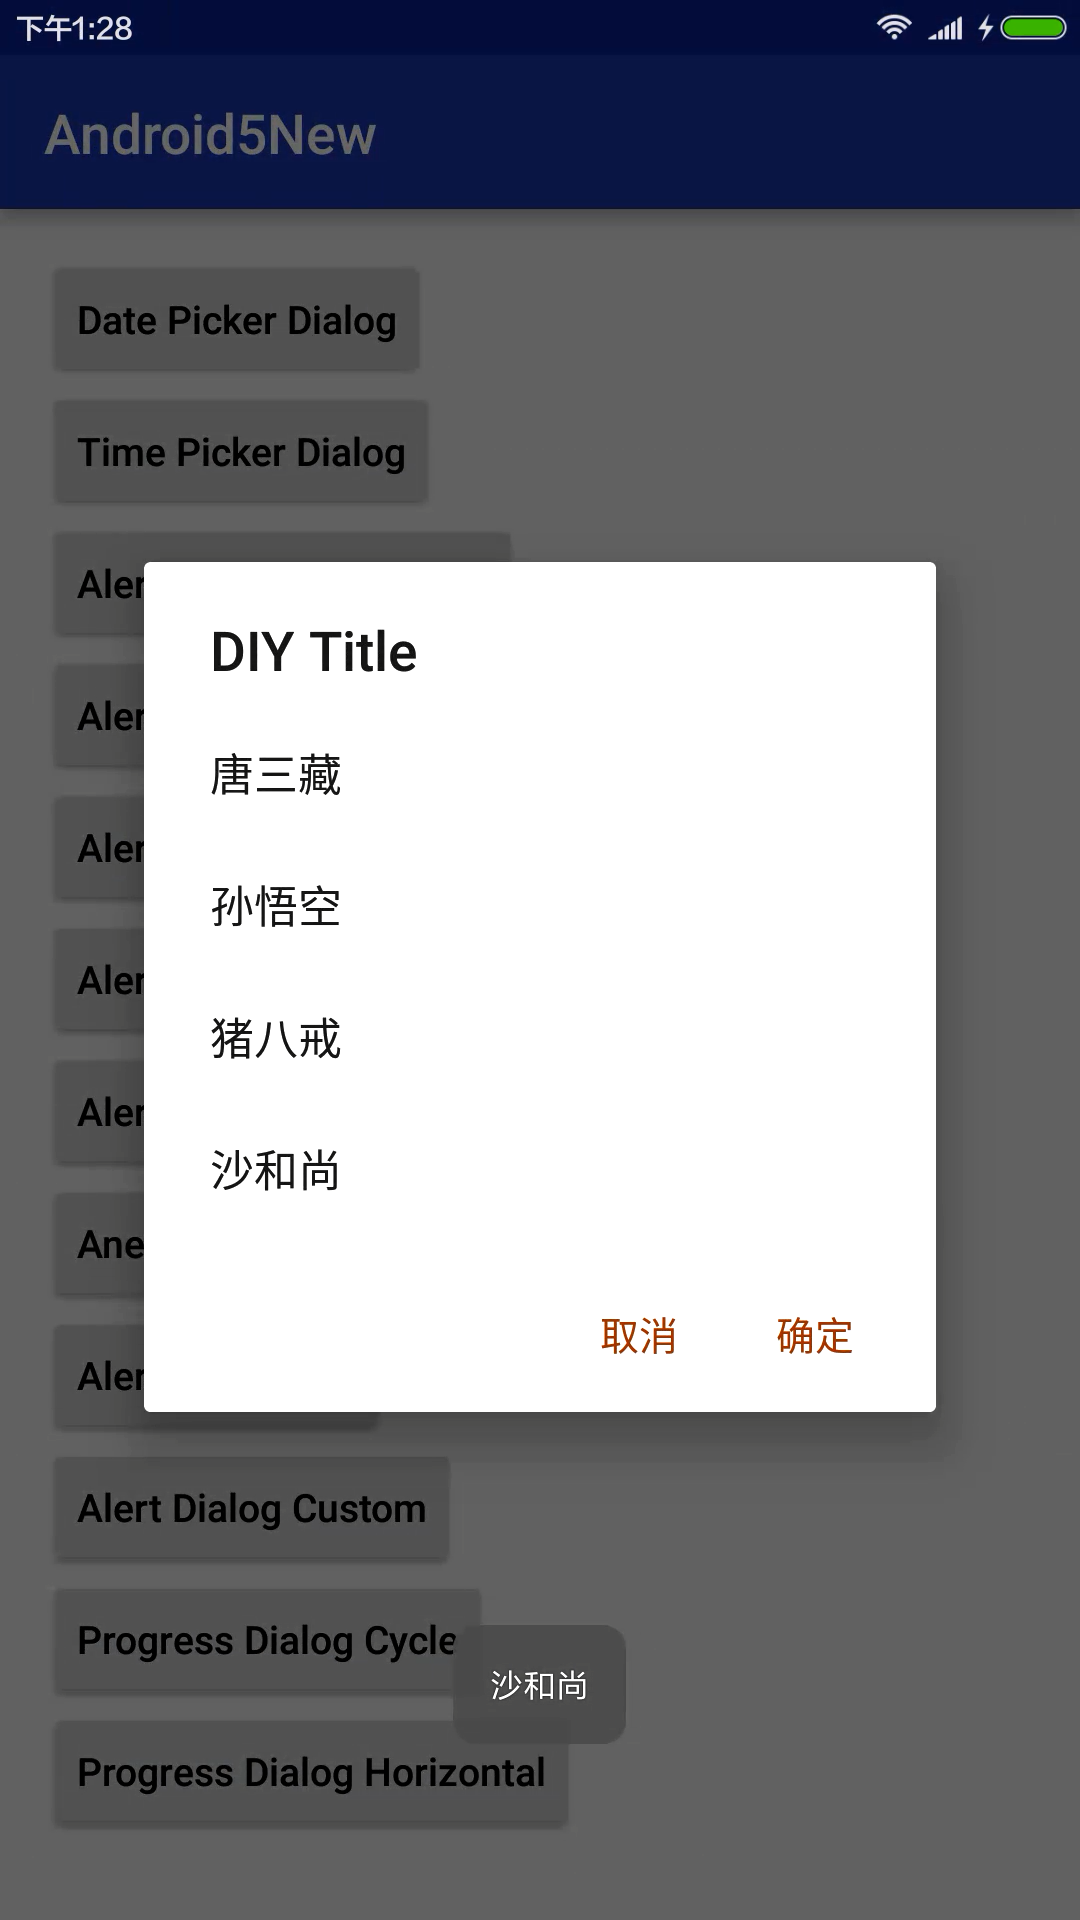 下午1:28
Android5New
Date Picker Dialog
Time Picker Dialog
Aler
DIY Title
Aler
唐三藏
Aler
孙悟空
Aler
猪八戒
Aler
沙和尚
Ane
取消 确定
Aler
Alert Dialog Custom
Progress Dialog Cycle
沙和尚
Progress Dialog Horizontal